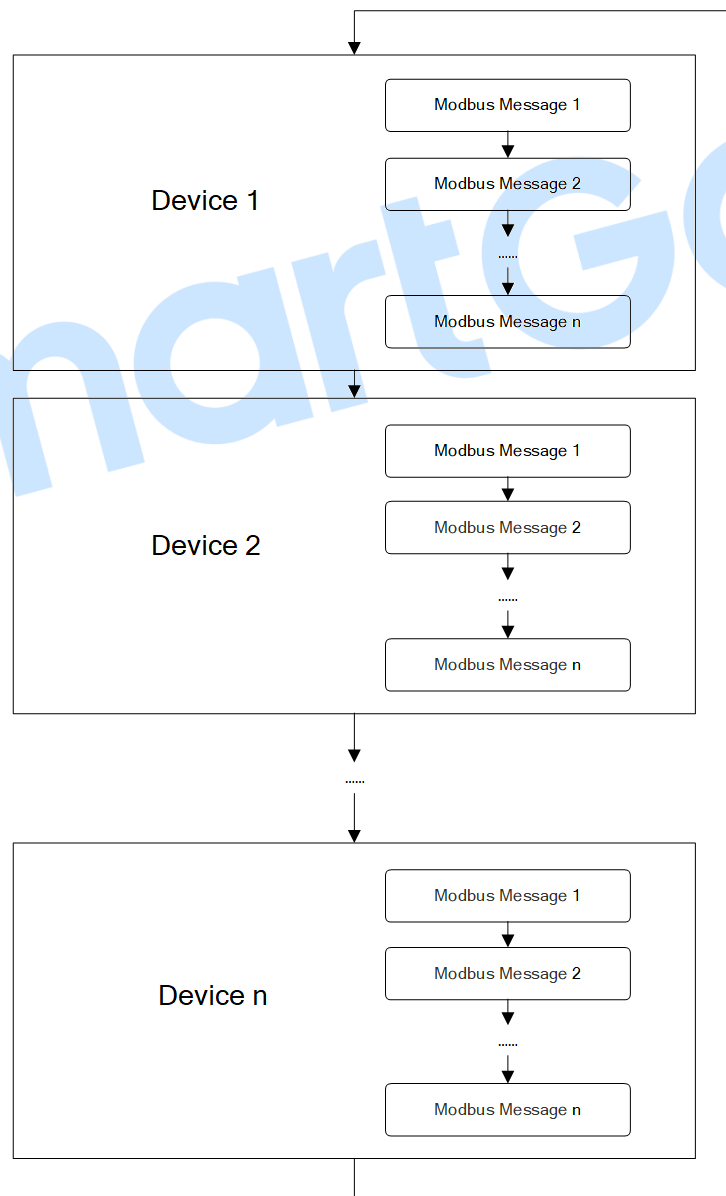 Modbus Message 1
Device 1
Modbus Message 2
......
Modbus Message n
Modbus Message 1
Device 2
Modbus Message 2
......
Modbus Message n
......
Modbus Message 1
Modbus Message 2
Device n
......
Modbus Message n